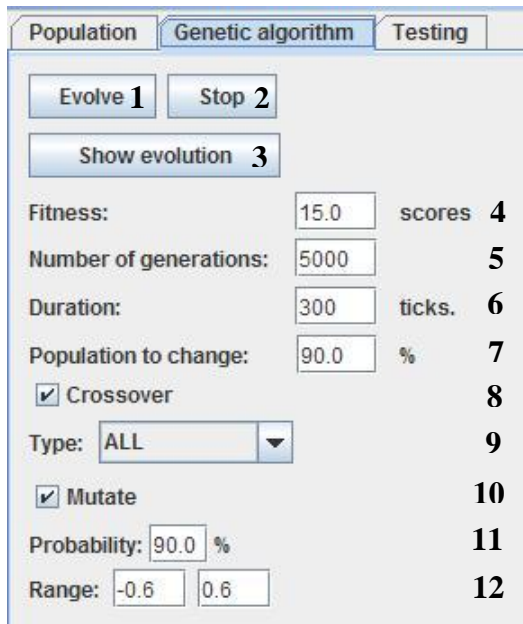 Population Genetic algorithm Testing
Evolve 1 Stop 2
Show evolution 3
Fitness: 15.0 scores 4
Number of generations: 5000 5
Duration: 300 ticks. 6
Population to change: 90.0 % 7
Crossover 8
Type: ALL 9
Mutate 10
Probability: 90.0 % 11
Range: -0.6 0.6 12